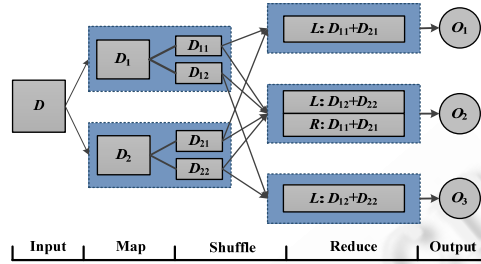 D
D1
D11
D12
D2
D21
D22
L: D11+D21
L: D12+D22
R: D11+D21
L: D12+D22
O1
O2
O3
Input Map Shuffle Reduce Output